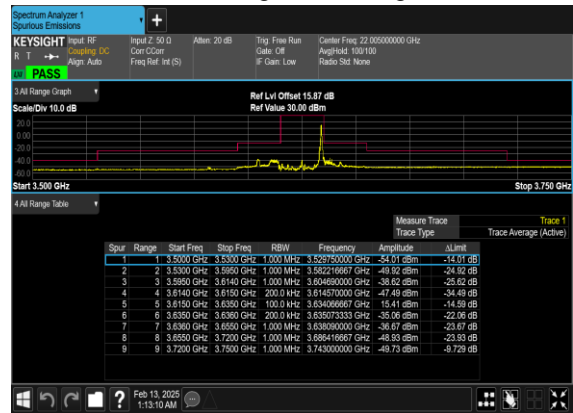 Spectrum Analyzer 1
Spurious Emissions
+
KEYSIGHT Input: RF Input Z: 50 Ω Atten: 20 dB Trig: Free Run Center Freq: 22.005000000 GHz
R T Coupling: DC Corr CCorr Gate: Off Avg|Hold: 100/100
Align: Auto Freq Ref: Int (S) IF Gain: Low Radio Std: None
PASS
3 All Range Graph
Ref Lvl Offset 15.87 dB
Scale/Div 10.0 dB Ref Value 30.00 dBm
20.0
0.00
-20.0
-40.0
-60.0
Start 3.500 GHz Stop 3.750 GHz
4 All Range Table
Measure Trace Trace 1
Trace Type Trace Average (Active)
Spur Range Start Freq Stop Freq RBW Frequency Amplitude ΔLimit
1 1 3.5000 GHz 3.5300 GHz 1.000 MHz 3.529750000 GHz -54.01 dBm -14.01 dB
2 2 3.5300 GHz 3.5950 GHz 1.000 MHz 3.582216667 GHz -49.92 dBm -24.92 dB
3 3 3.5950 GHz 3.6140 GHz 1.000 MHz 3.604690000 GHz -38.62 dBm -25.62 dB
4 4 3.6140 GHz 3.6150 GHz 200.0 kHz 3.614570000 GHz -47.49 dBm -34.49 dB
5 5 3.6150 GHz 3.6350 GHz 100.0 kHz 3.634066667 GHz 15.41 dBm -14.59 dB
6 6 3.6350 GHz 3.6360 GHz 200.0 kHz 3.635073333 GHz -35.06 dBm -22.06 dB
7 7 3.6360 GHz 3.6550 GHz 1.000 MHz 3.638090000 GHz -36.67 dBm -23.67 dB
8 8 3.6550 GHz 3.7200 GHz 1.000 MHz 3.686416667 GHz -48.93 dBm -23.93 dB
9 9 3.7200 GHz 3.7500 GHz 1.000 MHz 3.743000000 GHz -49.73 dBm -9.729 dB
? Feb 13, 2025
1:13:10 AM